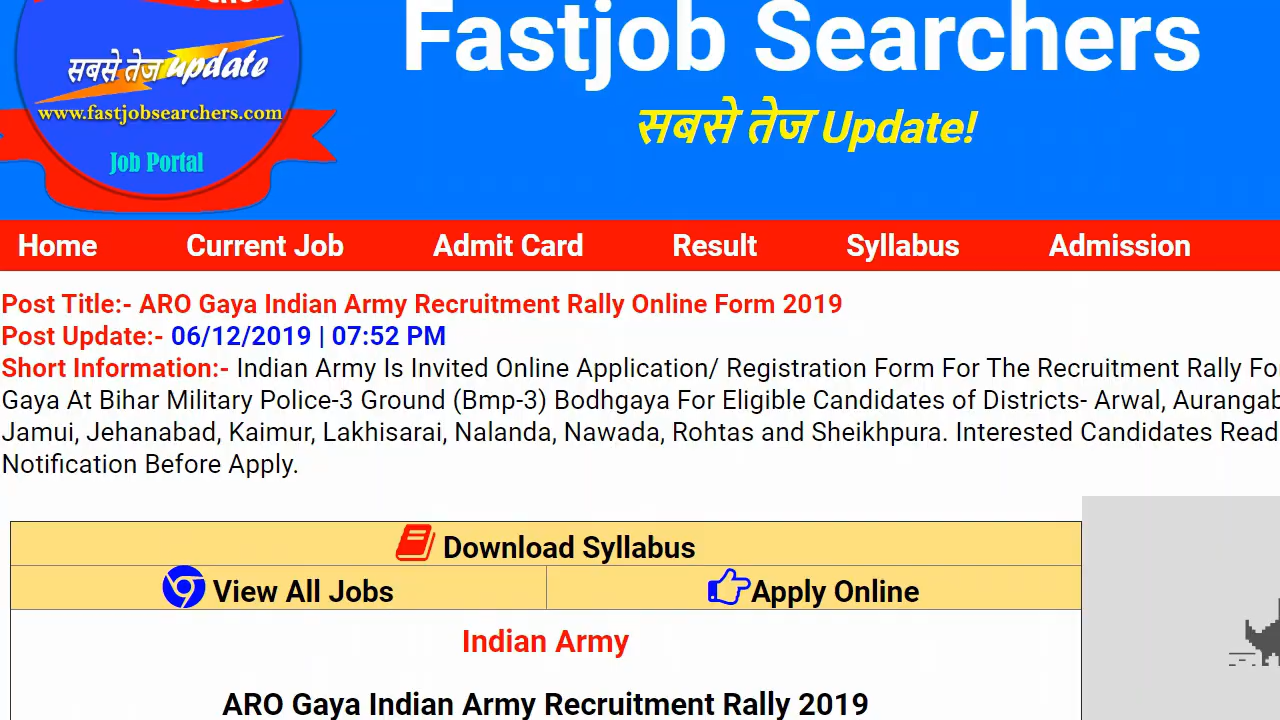 Fastjob Searchers
सबसे तेज update
www.fastjobsearchers.com
Job Portal
सबसे तेज Update!
Home Current Job Admit Card Result Syllabus Admission
Post Title:- ARO Gaya Indian Army Recruitment Rally Online Form 2019
Post Update:- 06/12/2019 | 07:52 PM
Short Information:- Indian Army Is Invited Online Application/ Registration Form For The Recruitment Rally Fo
Gaya At Bihar Military Police-3 Ground (Bmp-3) Bodhgaya For Eligible Candidates of Districts- Arwal, Aurangab
Jamui, Jehanabad, Kaimur, Lakhisarai, Nalanda, Nawada, Rohtas and Sheikhpura. Interested Candidates Read
Notification Before Apply.
Download Syllabus
View All Jobs Apply Online
Indian Army
ARO Gaya Indian Army Recruitment Rally 2019